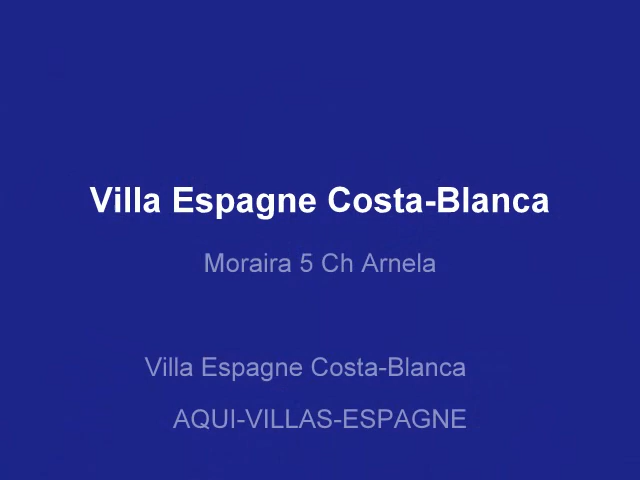 Villa Espagne Costa-Blanca
Moraira 5 Ch Arnela
Villa Espagne Costa-Blanca
AQUI-VILLAS-ESPAGNE